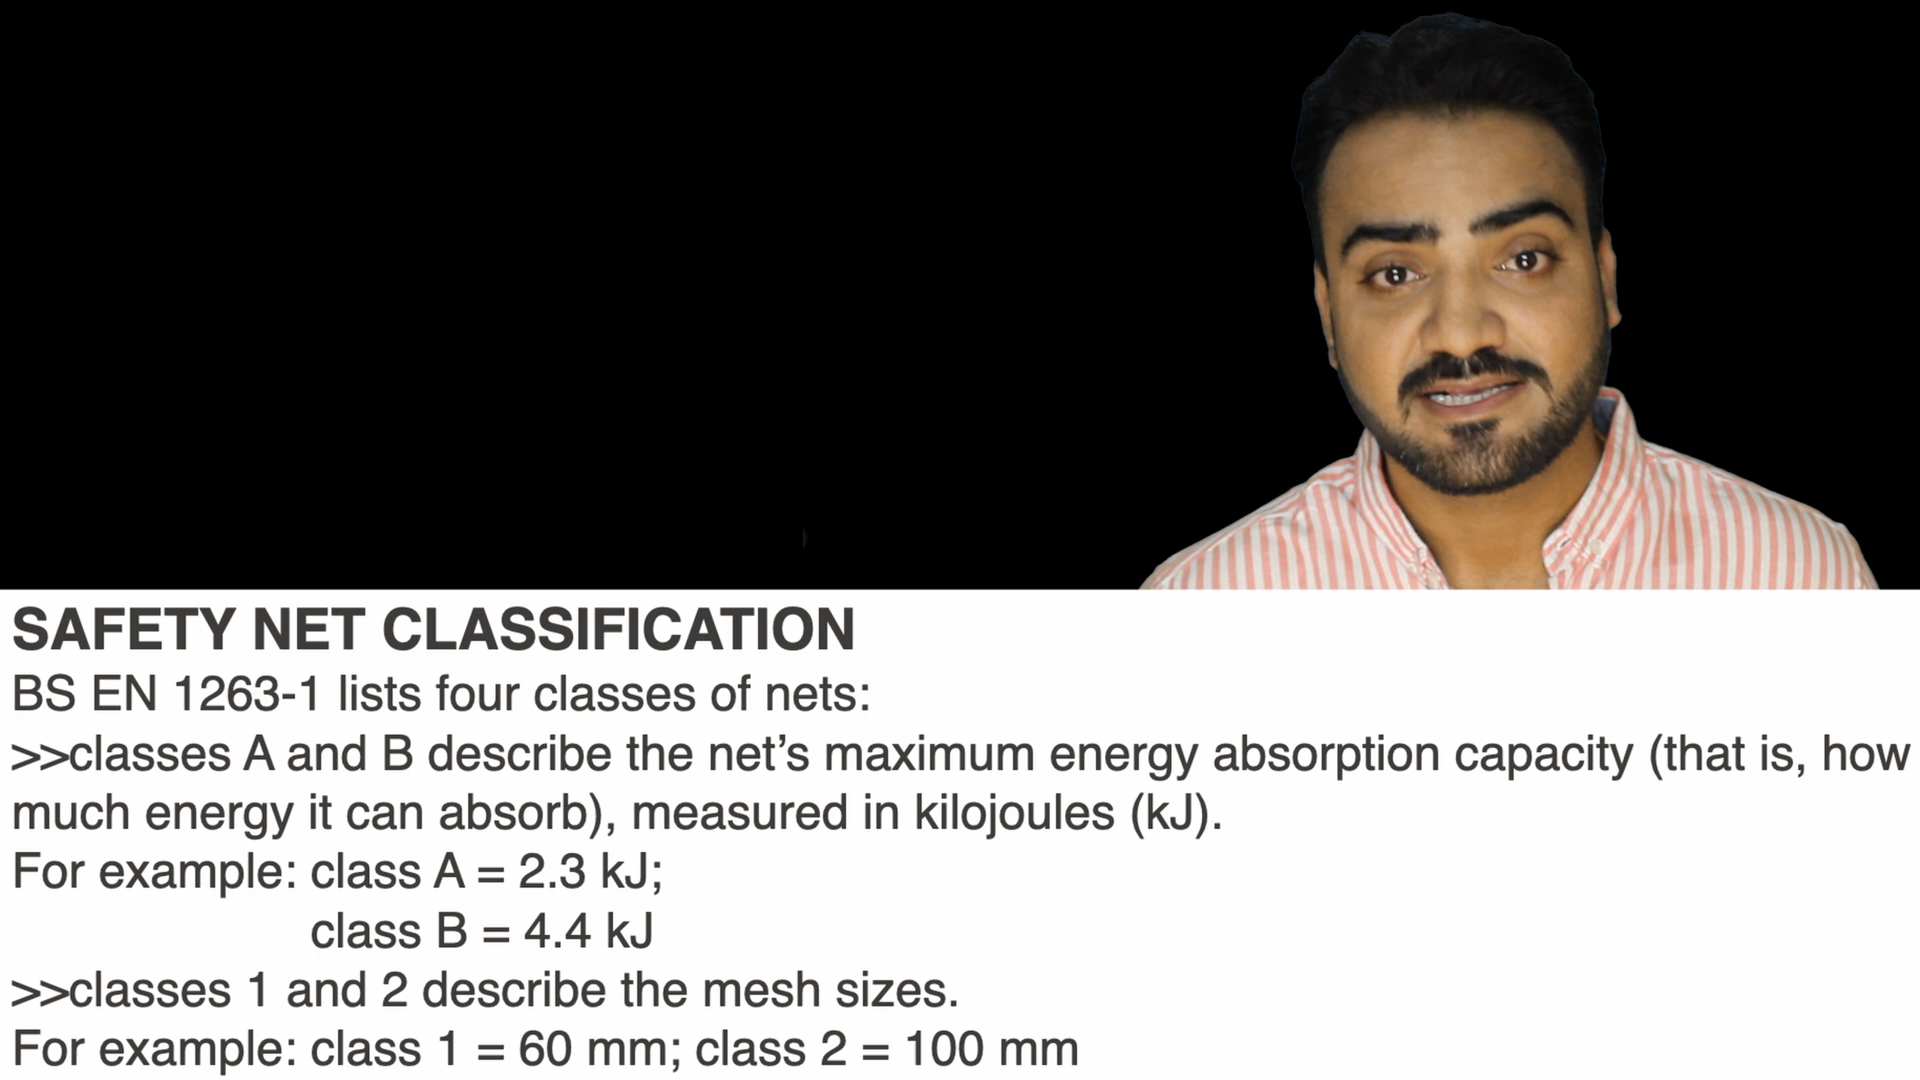 SAFETY NET CLASSIFICATION
BS EN 1263-1 lists four classes of nets:
>>classes A and B describe the net’s maximum energy absorption capacity (that is, how
much energy it can absorb), measured in kilojoules (kJ).
For example: class A = 2.3 kJ;
class B = 4.4 kJ
>>classes 1 and 2 describe the mesh sizes.
For example: class 1 = 60 mm; class 2 = 100 mm